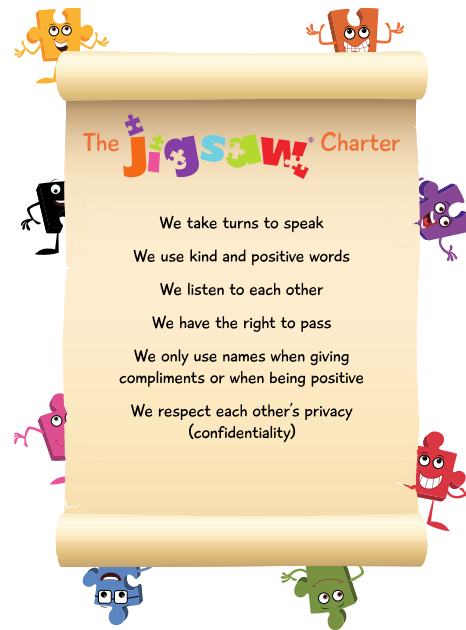 The Jigsaw® Charter
We take turns to speak
We use kind and positive words
We listen to each other
We have the right to pass
We only use names when giving
compliments or when being positive
We respect each other's privacy
(confidentiality)